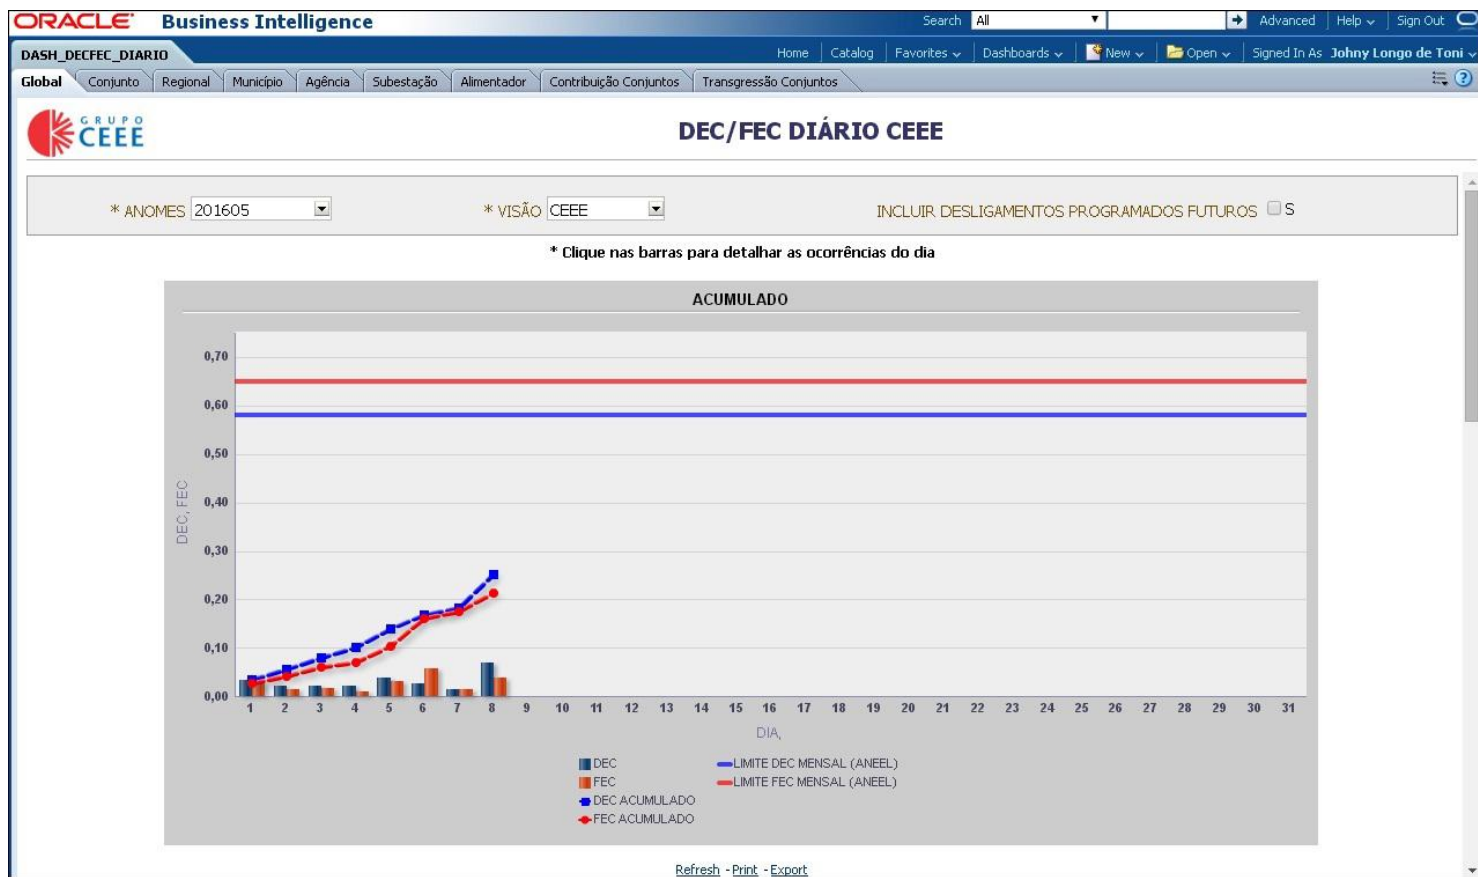 ORACLE Business Intelligence Search All Advanced Help Sign Out
DASH_DECFEC_DIARIO Home Catalog Favorites Dashboards New Open Signed In As Johny Longo de Toni
Global Conjunto Regional Município Agência Subestação Alimentador Contribuição Conjuntos Transgressão Conjuntos
GRUPO
CEEE
DEC/FEC DIÁRIO CEEE
* ANOMES 201605 * VISÃO CEEE INCLUIR DESLIGAMENTOS PROGRAMADOS FUTUROS S
* Clique nas barras para detalhar as ocorrências do dia
ACUMULADO
DEC, FEC
0,70
0,60
0,50
0,40
0,30
0,20
0,10
0,00
1 2 3 4 5 6 7 8 9 10 11 12 13 14 15 16 17 18 19 20 21 22 23 24 25 26 27 28 29 30 31
DIA,
DEC LIMITE DEC MENSAL (ANEEL)
FEC LIMITE FEC MENSAL (ANEEL)
DEC ACUMULADO
FEC ACUMULADO
Refresh - Print - Export